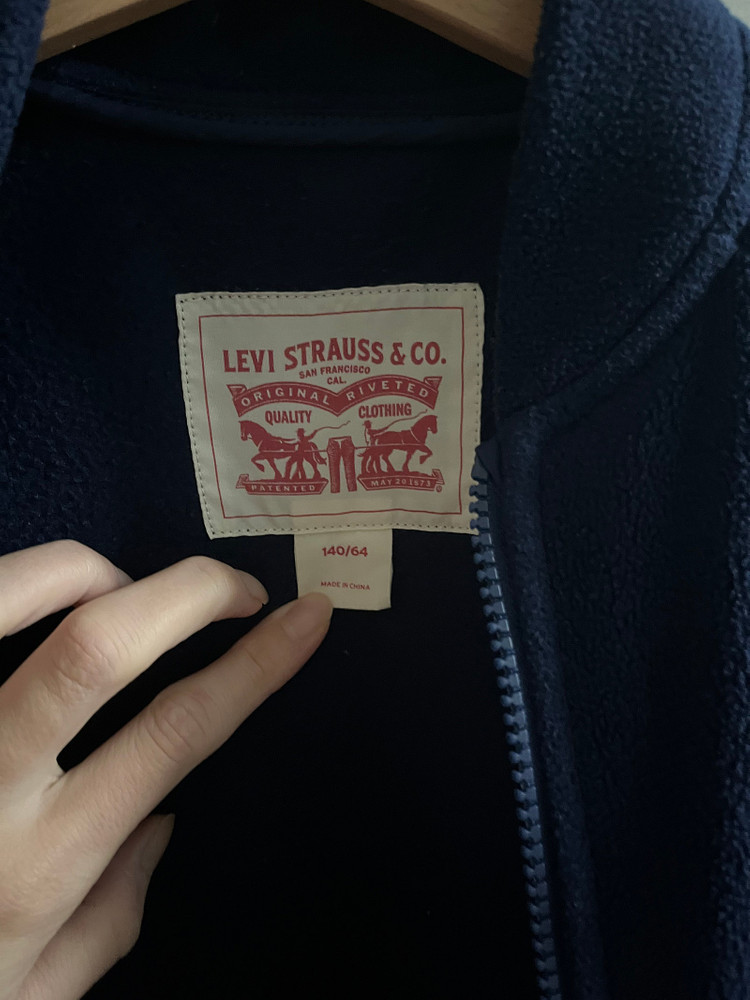 LEVI STRAUSS & CO.
SAN FRANCISCO
CAL.
ORIGINAL RIVETED
QUALITY CLOTHING
PATENTED MAY 20 1873
®
140/64
MADE IN CHINA